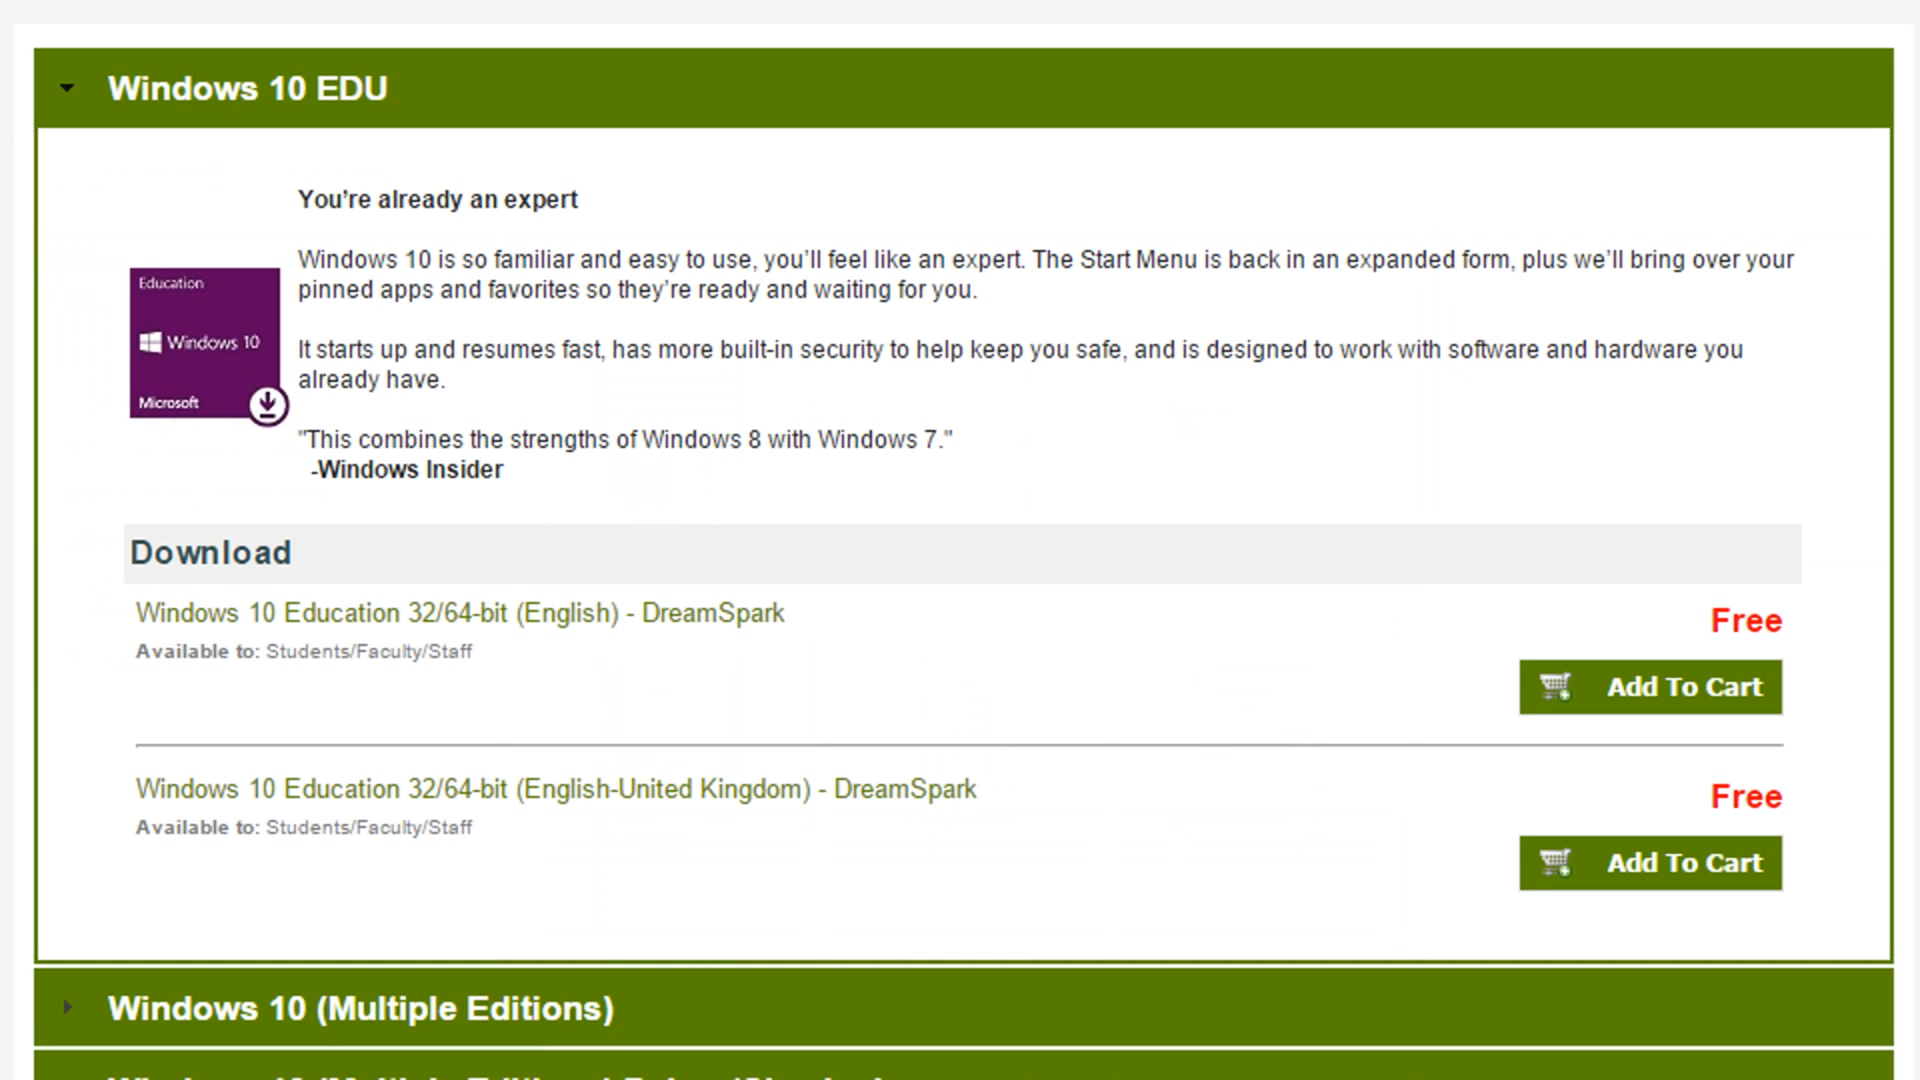 Windows 10 EDU
You’re already an expert
Windows 10 is so familiar and easy to use, you’ll feel like an expert. The Start Menu is back in an expanded form, plus we’ll bring over your
pinned apps and favorites so they’re ready and waiting for you.
Education
Windows 10
Microsoft
It starts up and resumes fast, has more built-in security to help keep you safe, and is designed to work with software and hardware you
already have.
"This combines the strengths of Windows 8 with Windows 7."
-Windows Insider
Download
Windows 10 Education 32/64-bit (English) - DreamSpark
Free
Available to: Students/Faculty/Staff
Add To Cart
Windows 10 Education 32/64-bit (English-United Kingdom) - DreamSpark
Free
Available to: Students/Faculty/Staff
Add To Cart
Windows 10 (Multiple Editions)